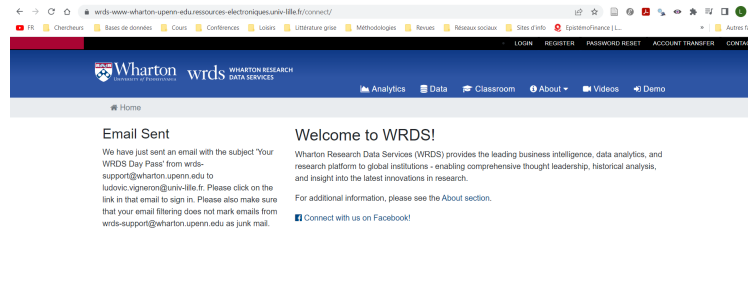 wrds-www-wharton-upenn-edu.ressources-electroniques.univ-lille.fr/connect/
FR Chercheurs Bases de données Cours Conférences Loisirs Littérature grise Méthodologies Revues Réseaux sociaux Sites d'info EpistémoFinance | L... » Autres fa
LOGIN REGISTER PASSWORD RESET ACCOUNT TRANSFER CONTAC
Wharton
UNIVERSITY of PENNSYLVANIA
wrds
WHARTON RESEARCH
DATA SERVICES
Analytics Data Classroom About Videos Demo
Home
Email Sent
We have just sent an email with the subject 'Your
WRDS Day Pass' from wrds-
support@wharton.upenn.edu to
ludovic.vigneron@univ-lille.fr. Please click on the
link in that email to sign in. Please also make sure
that your email filtering does not mark emails from
wrds-support@wharton.upenn.edu as junk mail.
Welcome to WRDS!
Wharton Research Data Services (WRDS) provides the leading business intelligence, data analytics, and
research platform to global institutions - enabling comprehensive thought leadership, historical analysis,
and insight into the latest innovations in research.
For additional information, please see the About section.
Connect with us on Facebook!